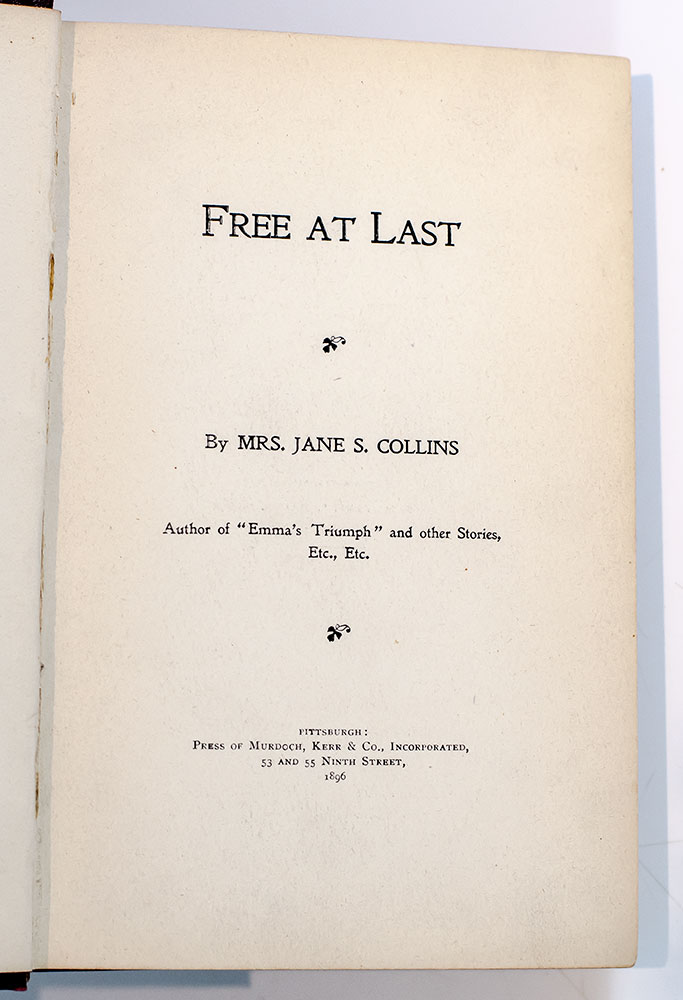 FREE AT LAST
By MRS. JANE S. COLLINS
Author of "Emma's Triumph" and other Stories,
Etc., Etc.
PITTSBURGH:
PRESS OF MURDOCH, KERR & CO., INCORPORATED,
53 AND 55 NINTH STREET,
1896